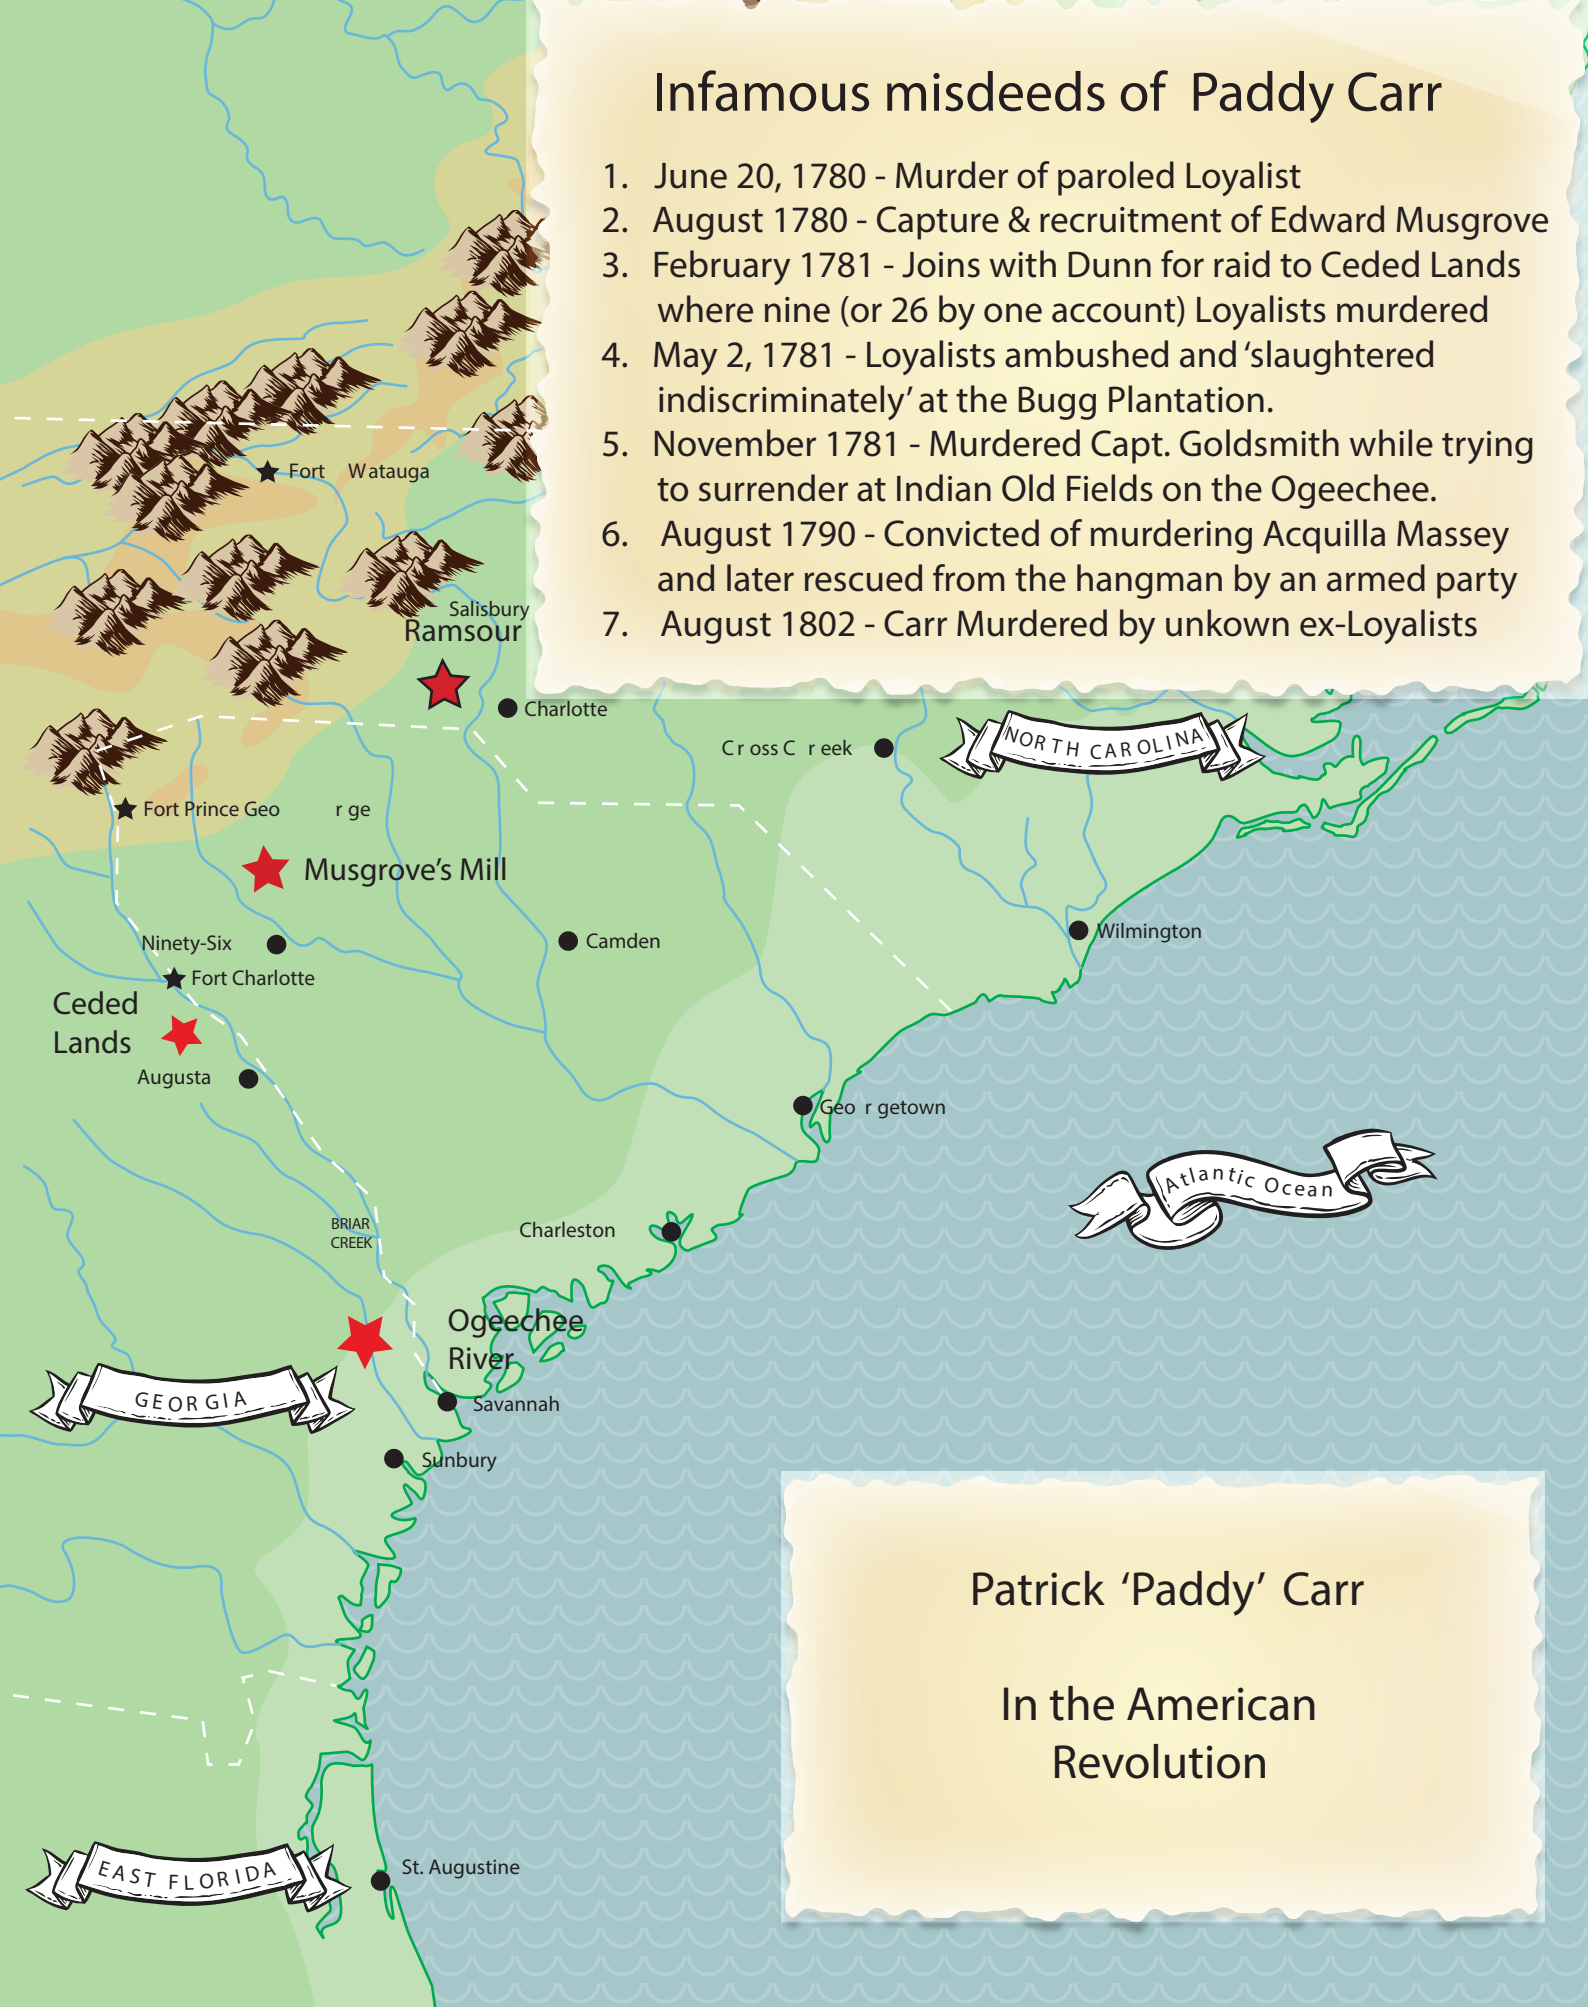 Infamous misdeeds of Paddy Carr
1. June 20, 1780 - Murder of paroled Loyalist
2. August 1780 - Capture & recruitment of Edward Musgrove
3. February 1781 - Joins with Dunn for raid to Ceded Lands
where nine (or 26 by one account) Loyalists murdered
4. May 2, 1781 - Loyalists ambushed and ‘slaughtered
indiscriminately’ at the Bugg Plantation.
5. November 1781 - Murdered Capt. Goldsmith while trying
to surrender at Indian Old Fields on the Ogeechee.
6. August 1790 - Convicted of murdering Acquilla Massey
and later rescued from the hangman by an armed party
7. August 1802 - Carr Murdered by unkown ex-Loyalists
Fort Watauga
Salisbury
Ramsour
Charlotte
Cr oss C r eek
NORTH CAROLINA
Fort Prince Geo r ge
Musgrove’s Mill
Wilmington
Ninety-Six
Camden
Fort Charlotte
Ceded
Lands
Augusta
Geo r getown
Atlantic Ocean
BRIAR
CREEK
Charleston
Ogeechee
River
GEORGIA
Savannah
Sunbury
Patrick ‘Paddy’ Carr
In the American
Revolution
EAST FLORIDA
St. Augustine